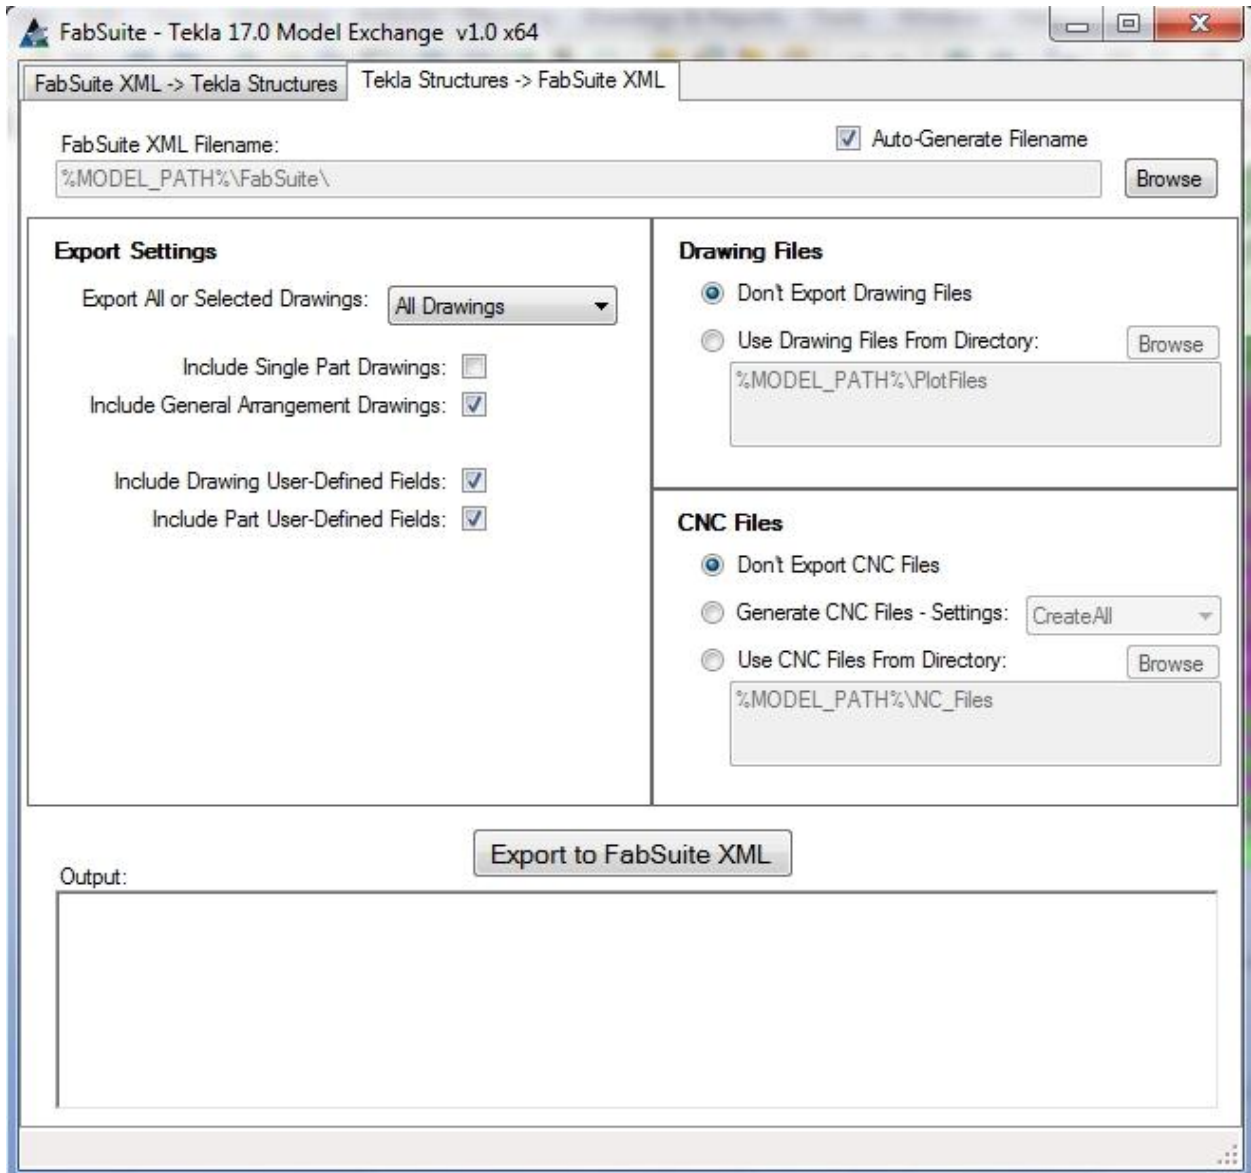 FabSuite - Tekla 17.0 Model Exchange v1.0 x64
FabSuite XML -> Tekla Structures
Tekla Structures -> FabSuite XML
FabSuite XML Filename:
Auto-Generate Filename
%MODEL_PATH%\FabSuite\
Browse
Export Settings
Export All or Selected Drawings:
All Drawings
Include Single Part Drawings:
Include General Arrangement Drawings:
Include Drawing User-Defined Fields:
Include Part User-Defined Fields:
Drawing Files
Don't Export Drawing Files
Use Drawing Files From Directory:
Browse
%MODEL_PATH%\PlotFiles
CNC Files
Don't Export CNC Files
Generate CNC Files - Settings:
CreateAll
Use CNC Files From Directory:
Browse
%MODEL_PATH%\NC_Files
Export to FabSuite XML
Output: